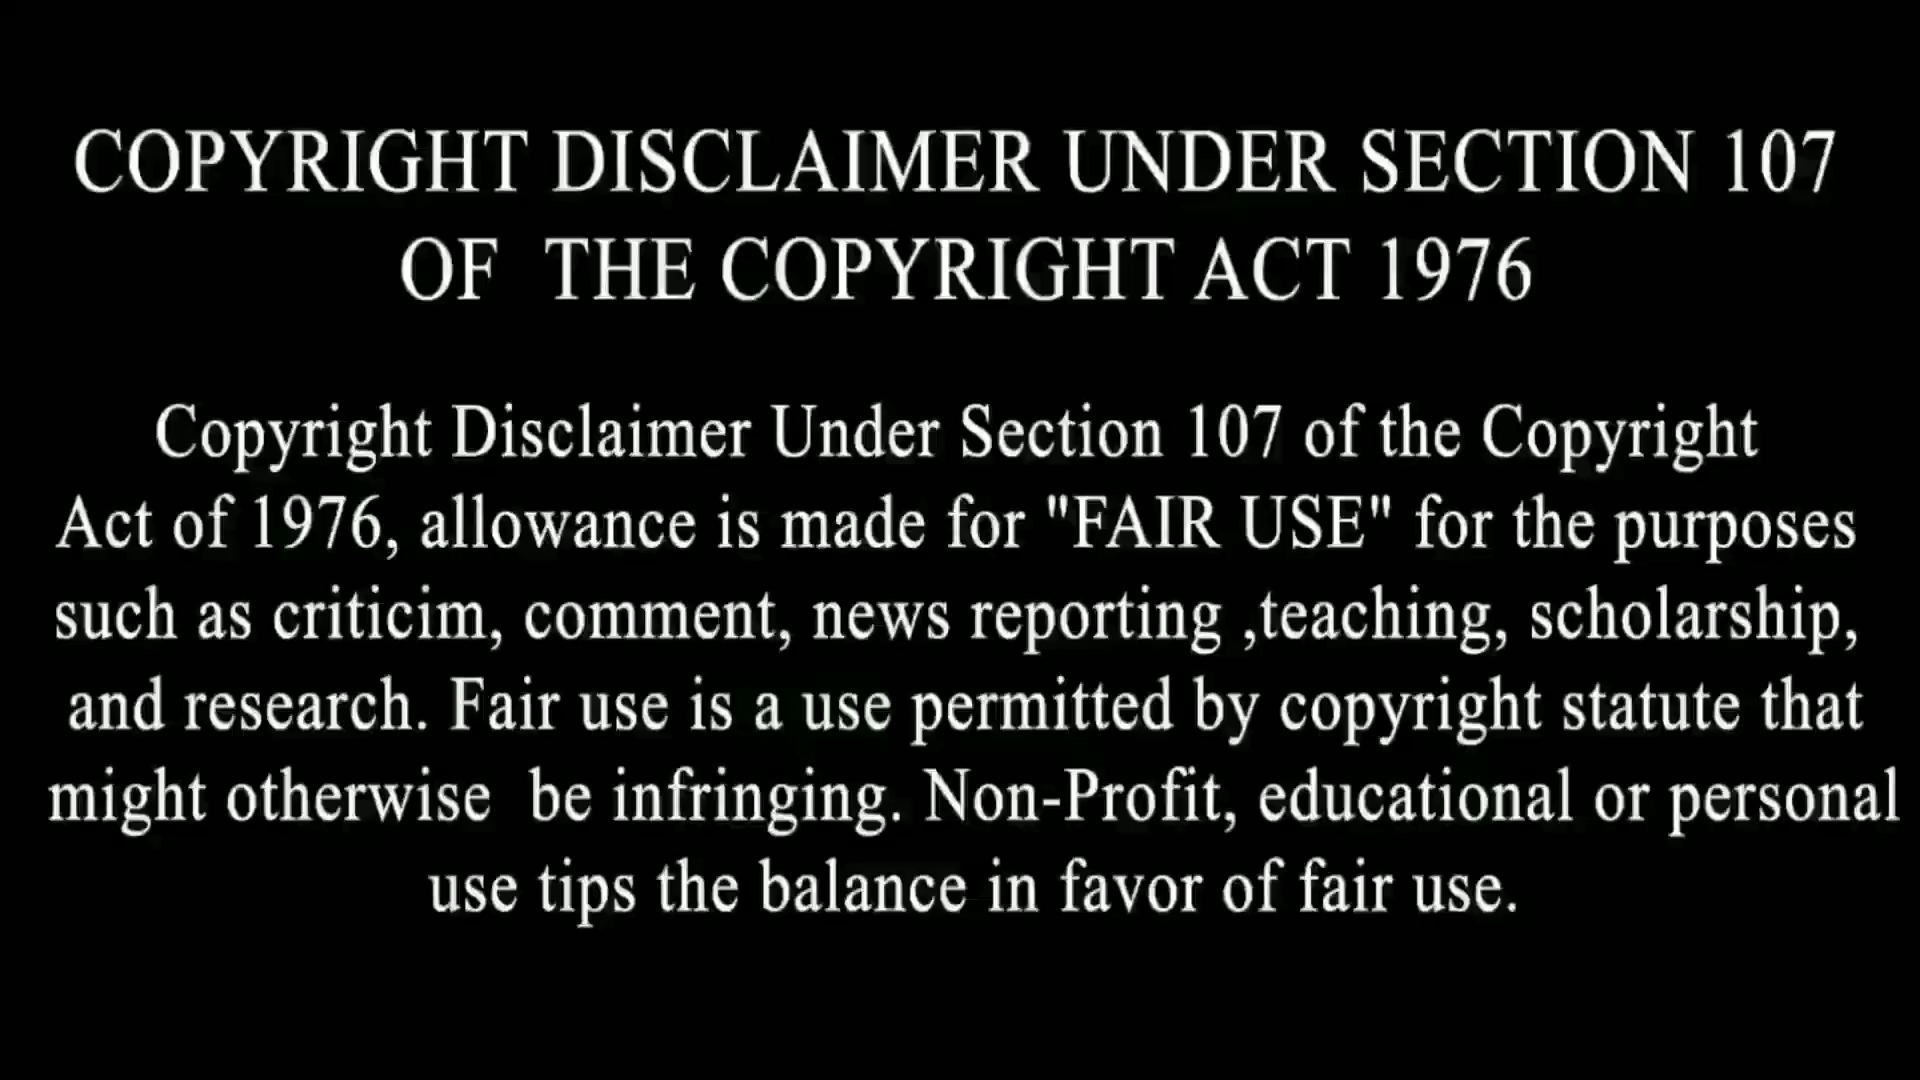 COPYRIGHT DISCLAIMER UNDER SECTION 107
OF  THE COPYRIGHT ACT 1976
Copyright Disclaimer Under Section 107 of the Copyright
Act of 1976, allowance is made for "FAIR USE" for the purposes
such as criticim, comment, news reporting ,teaching, scholarship,
and research. Fair use is a use permitted by copyright statute that
might otherwise  be infringing. Non-Profit, educational or personal
use tips the balance in favor of fair use.